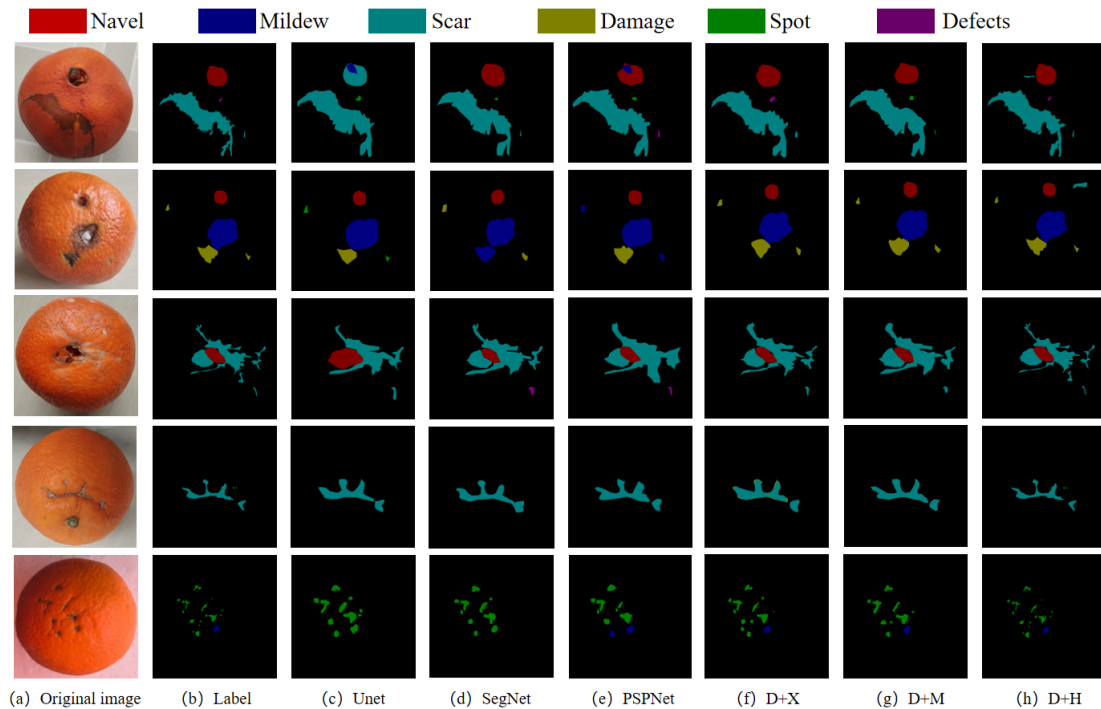 Navel Mildew Scar Damage Spot Defects
(a) Original image (b) Label (c) Unet (d) SegNet (e) PSPNet (f) D+X (g) D+M (h) D+H